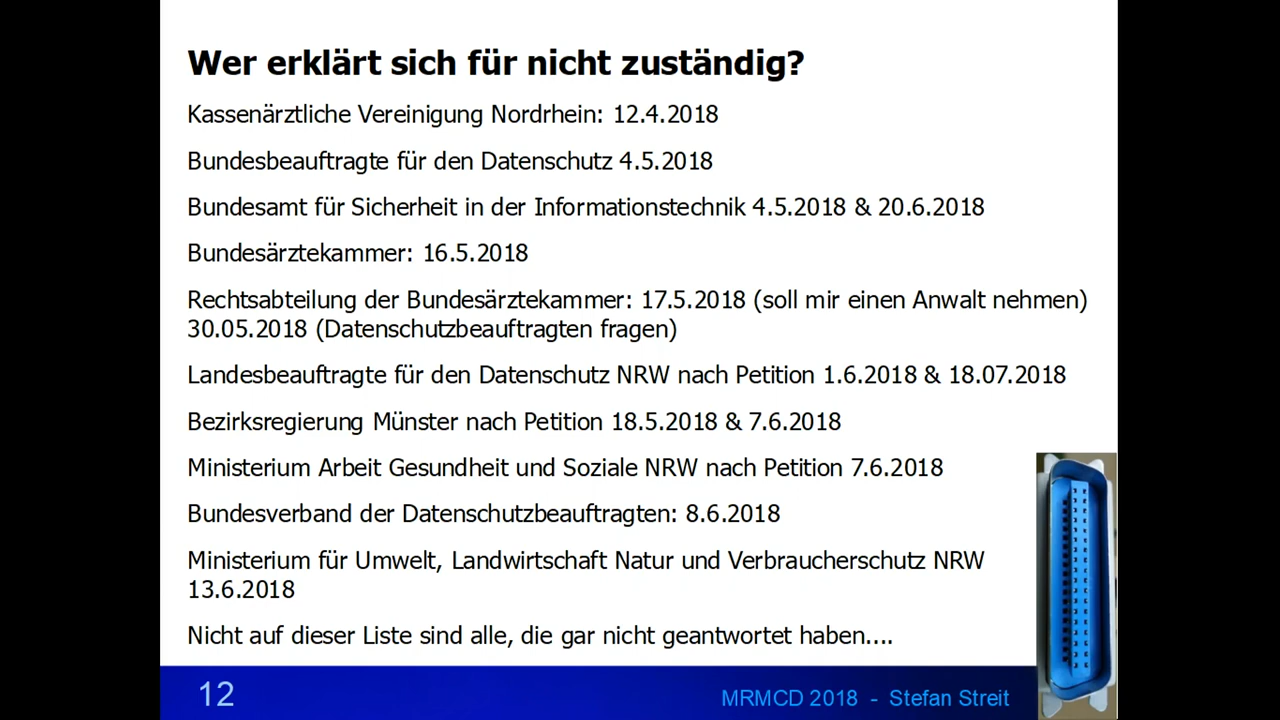 Wer erklärt sich für nicht zuständig?
Kassenärztliche Vereinigung Nordrhein: 12.4.2018
Bundesbeauftragte für den Datenschutz 4.5.2018
Bundesamt für Sicherheit in der Informationstechnik 4.5.2018 & 20.6.2018
Bundesärztekammer: 16.5.2018
Rechtsabteilung der Bundesärztekammer: 17.5.2018 (soll mir einen Anwalt nehmen)
30.05.2018 (Datenschutzbeauftragten fragen)
Landesbeauftragte für den Datenschutz NRW nach Petition 1.6.2018 & 18.07.2018
Bezirksregierung Münster nach Petition 18.5.2018 & 7.6.2018
Ministerium Arbeit Gesundheit und Soziale NRW nach Petition 7.6.2018
Bundesverband der Datenschutzbeauftragten: 8.6.2018
Ministerium für Umwelt, Landwirtschaft Natur und Verbraucherschutz NRW
13.6.2018
Nicht auf dieser Liste sind alle, die gar nicht geantwortet haben....
12
MRMCD 2018 - Stefan Streit